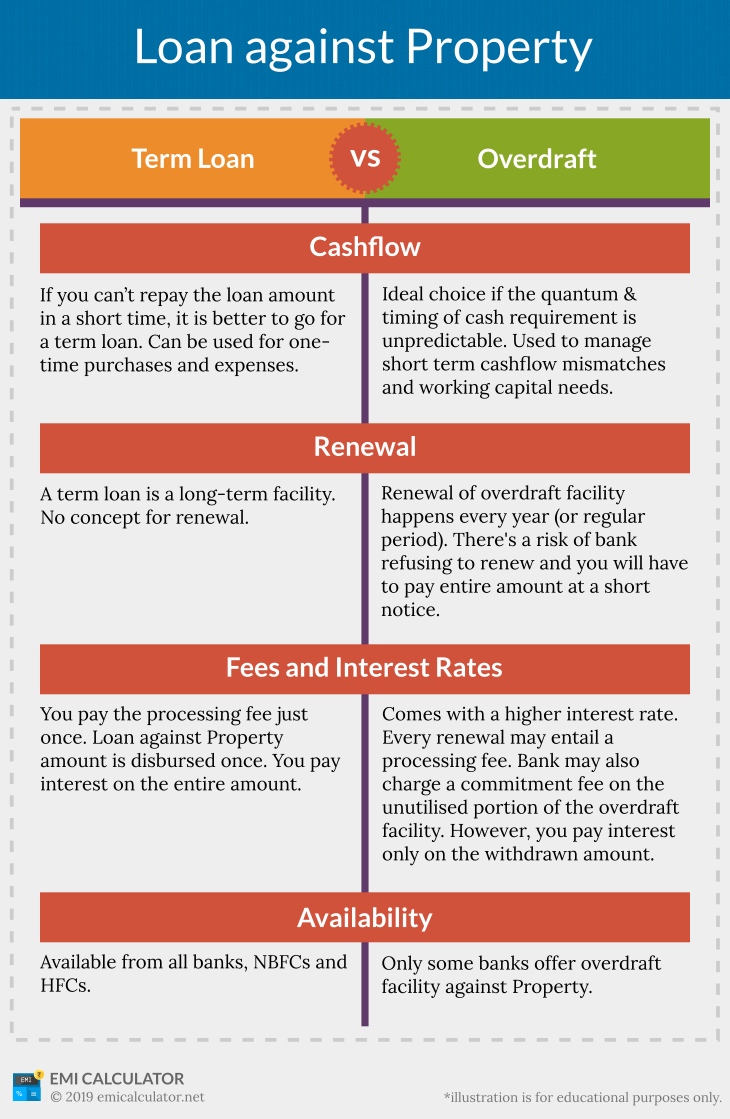 Loan against Property
Term Loan
vs
Overdraft
Cashflow
If you can't repay the loan amount
in a short time, it is better to go for
a term loan. Can be used for one-
time purchases and expenses.
Ideal choice if the quantum &
timing of cash requirement is
unpredictable. Used to manage
short term cashflow mismatches
and working capital needs.
Renewal
A term loan is a long-term facility.
No concept for renewal.
Renewal of overdraft facility
happens every year (or regular
period). There's a risk of bank
refusing to renew and you will have
to pay entire amount at a short
notice.
Fees and Interest Rates
You pay the processing fee just
once. Loan against Property
amount is disbursed once. You pay
interest on the entire amount.
Comes with a higher interest rate.
Every renewal may entail a
processing fee. Bank may also
charge a commitment fee on the
unutilised portion of the overdraft
facility. However, you pay interest
only on the withdrawn amount.
Availability
Available from all banks, NBFCs and
HFCs.
Only some banks offer overdraft
facility against Property.
EMI
₹
%
=
EMI CALCULATOR
© 2019 emicalculator.net
*illustration is for educational purposes only.